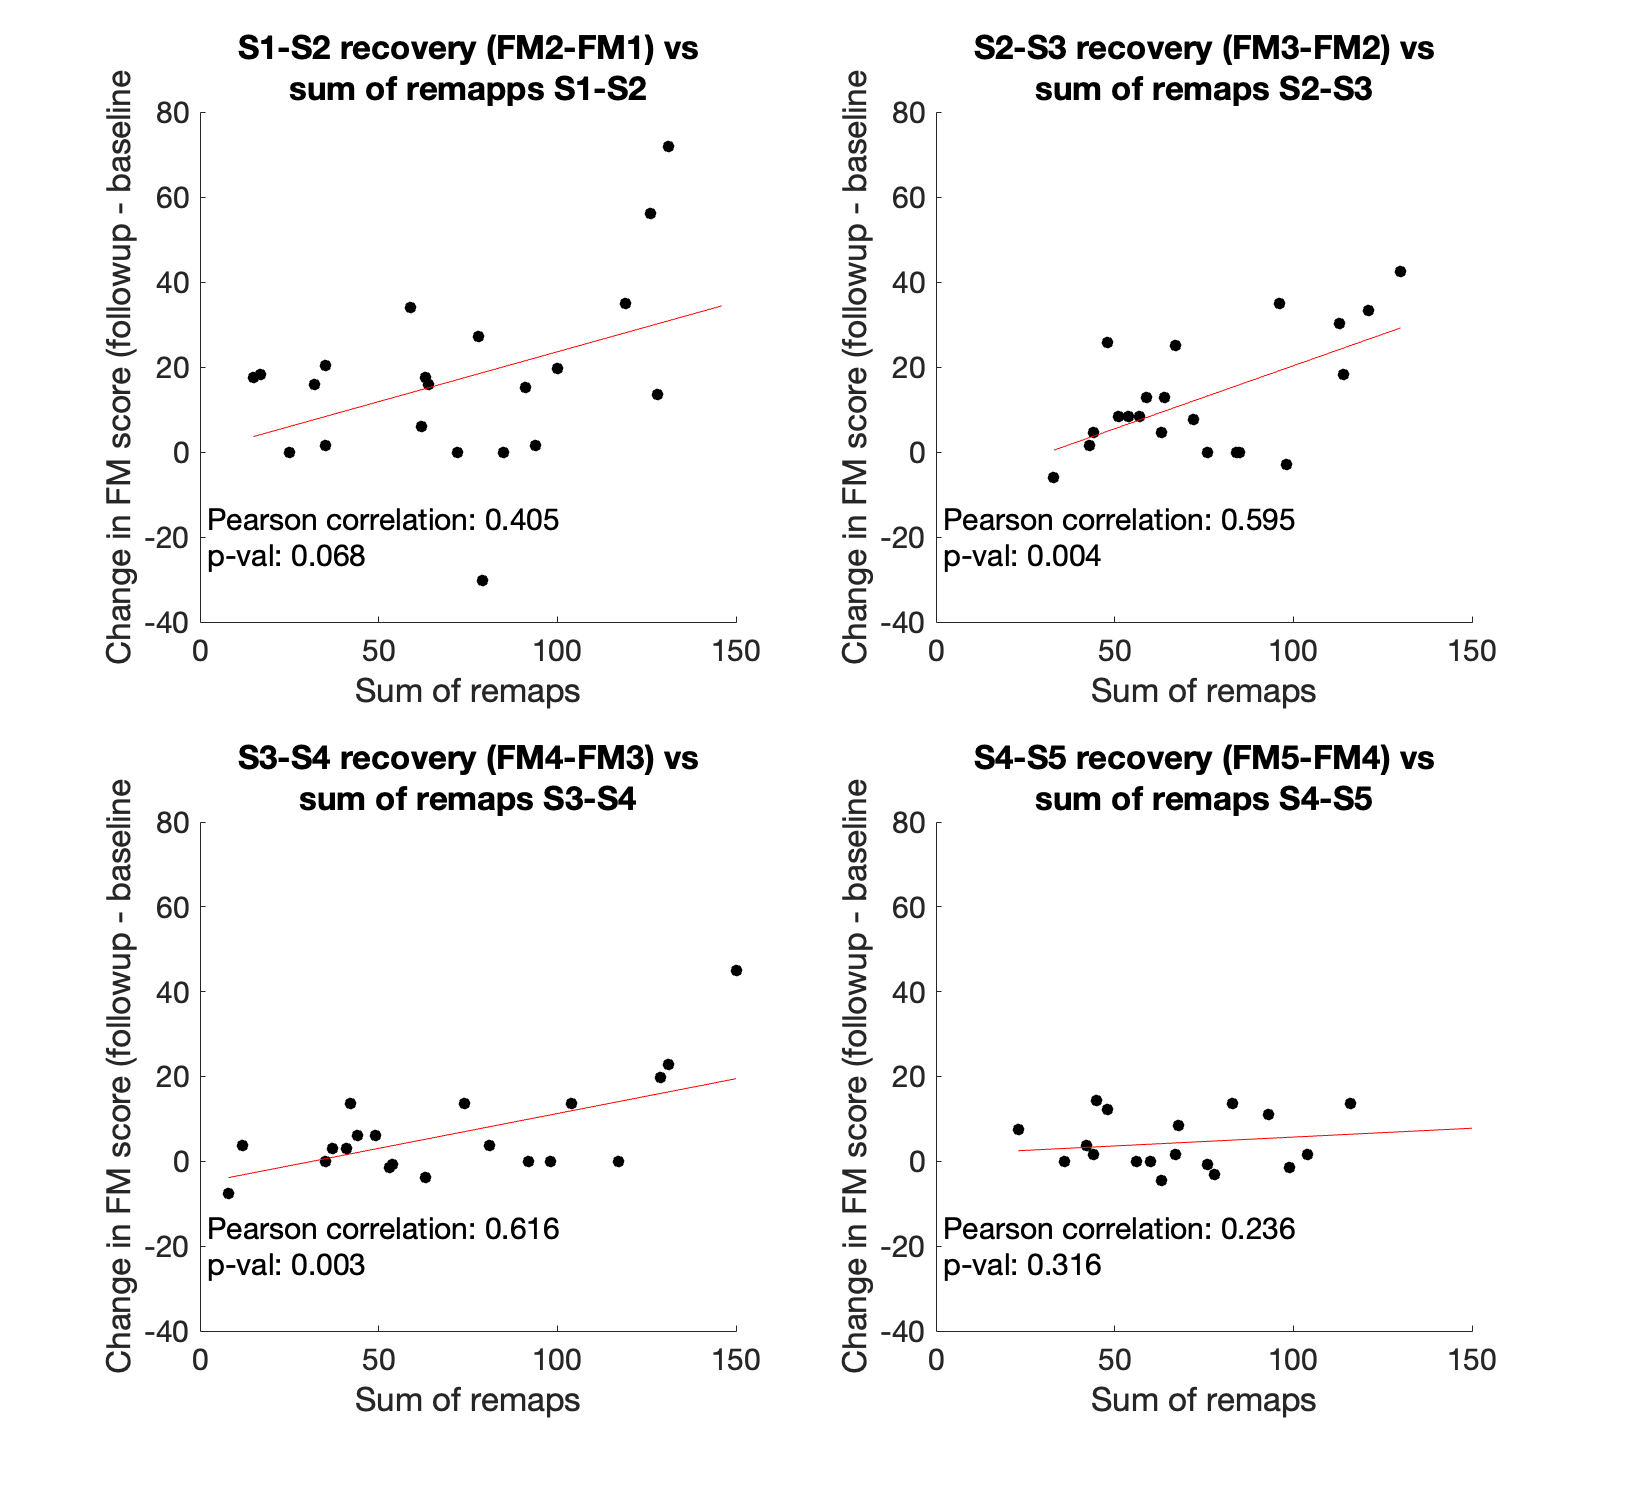 S1-S2 recovery (FM2-FM1) vs
sum of remapps S1-S2
Change in FM score (followup - baseline
80
60
40
20
0
-20
-40
Pearson correlation: 0.405
p-val: 0.068
0
50
100
150
Sum of remaps
S2-S3 recovery (FM3-FM2) vs
sum of remaps S2-S3
Change in FM score (followup - baseline
80
60
40
20
0
-20
-40
Pearson correlation: 0.595
p-val: 0.004
0
50
100
150
Sum of remaps
S3-S4 recovery (FM4-FM3) vs
sum of remaps S3-S4
Change in FM score (followup - baseline
80
60
40
20
0
-20
-40
Pearson correlation: 0.616
p-val: 0.003
0
50
100
150
Sum of remaps
S4-S5 recovery (FM5-FM4) vs
sum of remaps S4-S5
Change in FM score (followup - baseline
80
60
40
20
0
-20
-40
Pearson correlation: 0.236
p-val: 0.316
0
50
100
150
Sum of remaps